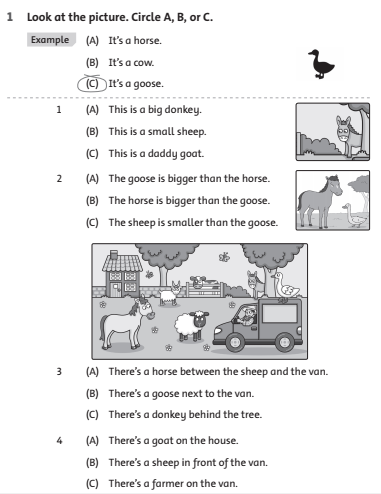 1 Look at the picture. Circle A, B, or C.
Example (A) It's a horse.
(B) It's a cow.
(C) It's a goose.
1 (A) This is a big donkey.
(B) This is a small sheep.
(C) This is a daddy goat.
2 (A) The goose is bigger than the horse.
(B) The horse is bigger than the goose.
(C) The sheep is smaller than the goose.
3 (A) There's a horse between the sheep and the van.
(B) There's a goose next to the van.
(C) There's a donkey behind the tree.
4 (A) There's a goat on the house.
(B) There's a sheep in front of the van.
(C) There's a farmer on the van.